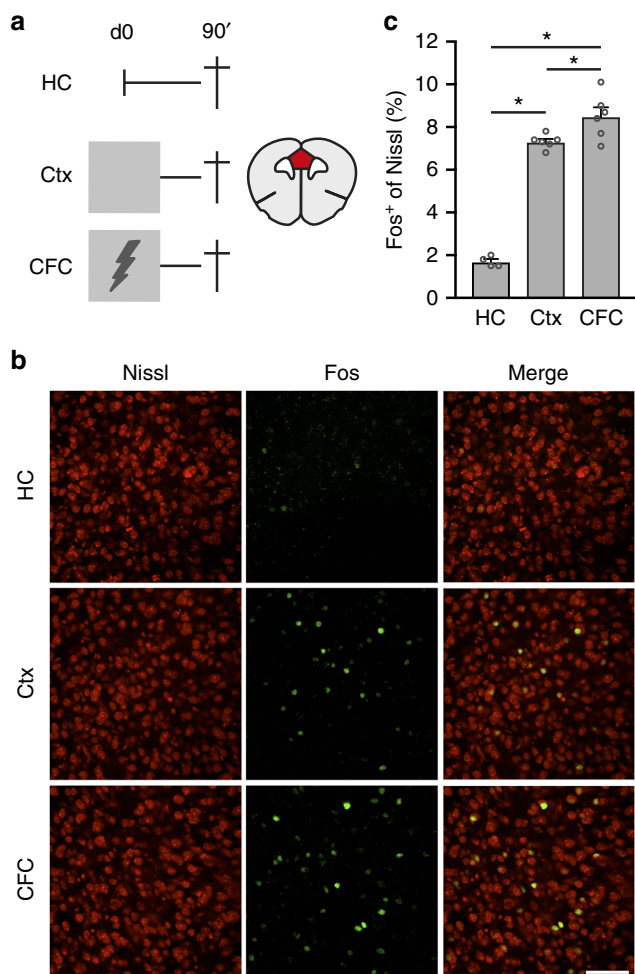 a
d0 90′
HC
Ctx
CFC
c
Fos⁺ of Nissl (%)
12
10
8
6
4
2
0
* 
* *
HC Ctx CFC
b
Nissl Fos Merge
HC
Ctx
CFC